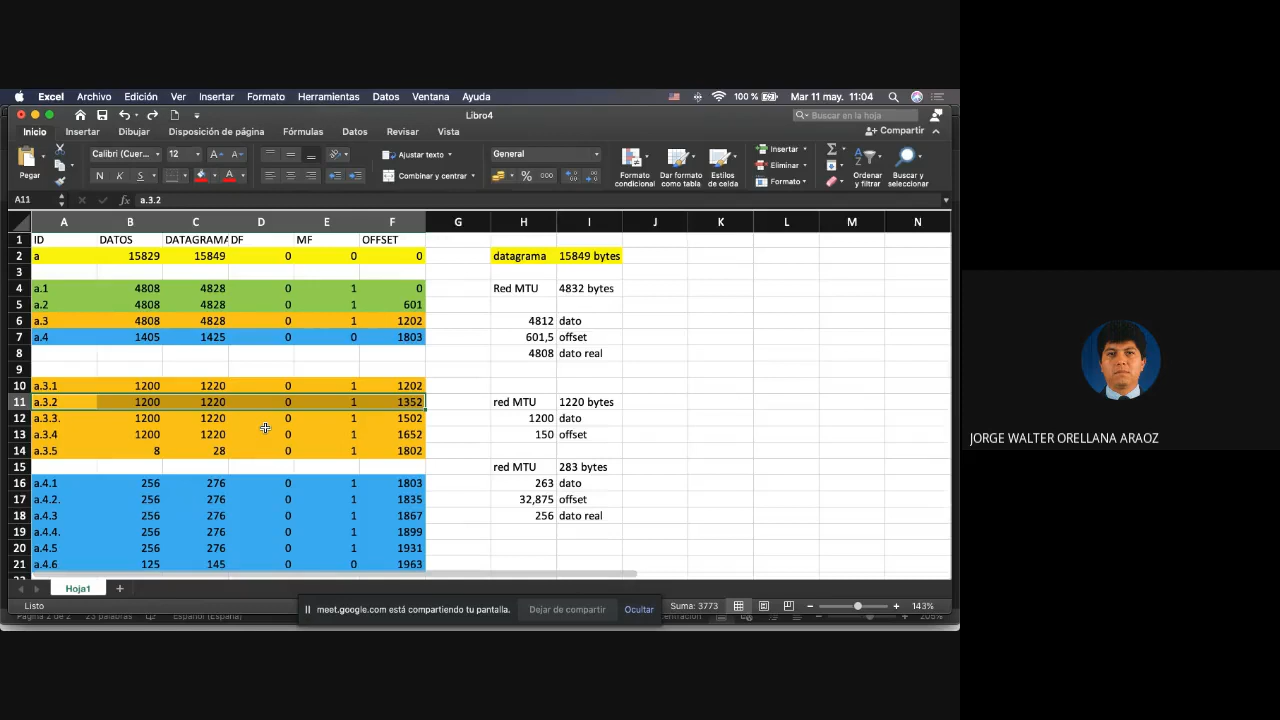 Excel Archivo Edición Ver Insertar Formato Herramientas Datos Ventana Ayuda 100 % Mar 11 may. 11:04
Libro4
Buscar en la hoja
Inicio Insertar Dibujar Disposición de página Fórmulas Datos Revisar Vista
Compartir
Pegar
Calibri (Cuer... 12
N K S
Ajustar texto
Combinar y centrar
General
% 000
Formato condicional
Dar formato como tabla
Estilos de celda
Insertar
Eliminar
Formato
Ordenar y filtrar
Buscar y seleccionar
A11 fx a.3.2
A B C D E F G H I J K L M N
1 ID DATOS DATAGRAMA DF MF OFFSET
2 a 15829 15849 0 0 0 datagrama 15849 bytes
3
4 a.1 4808 4828 0 1 0 Red MTU 4832 bytes
5 a.2 4808 4828 0 1 601
6 a.3 4808 4828 0 1 1202 4812 dato
7 a.4 1405 1425 0 0 1803 601,5 offset
8 4808 dato real
9
10 a.3.1 1200 1220 0 1 1202
11 a.3.2 1200 1220 0 1 1352 red MTU 1220 bytes
12 a.3.3. 1200 1220 0 1 1502 1200 dato
13 a.3.4 1200 1220 0 1 1652 150 offset
14 a.3.5 8 28 0 1 1802
15 red MTU 283 bytes
16 a.4.1 256 276 0 1 1803 263 dato
17 a.4.2. 256 276 0 1 1835 32,875 offset
18 a.4.3 256 276 0 1 1867 256 dato real
19 a.4.4. 256 276 0 1 1899
20 a.4.5 256 276 0 1 1931
21 a.4.6 125 145 0 0 1963
Hoja1
Listo
meet.google.com está compartiendo tu pantalla. Dejar de compartir Ocultar
Suma: 3773
143%
Página 2 de 2 23 palabras Español (España)
JORGE WALTER ORELLANA ARAOZ